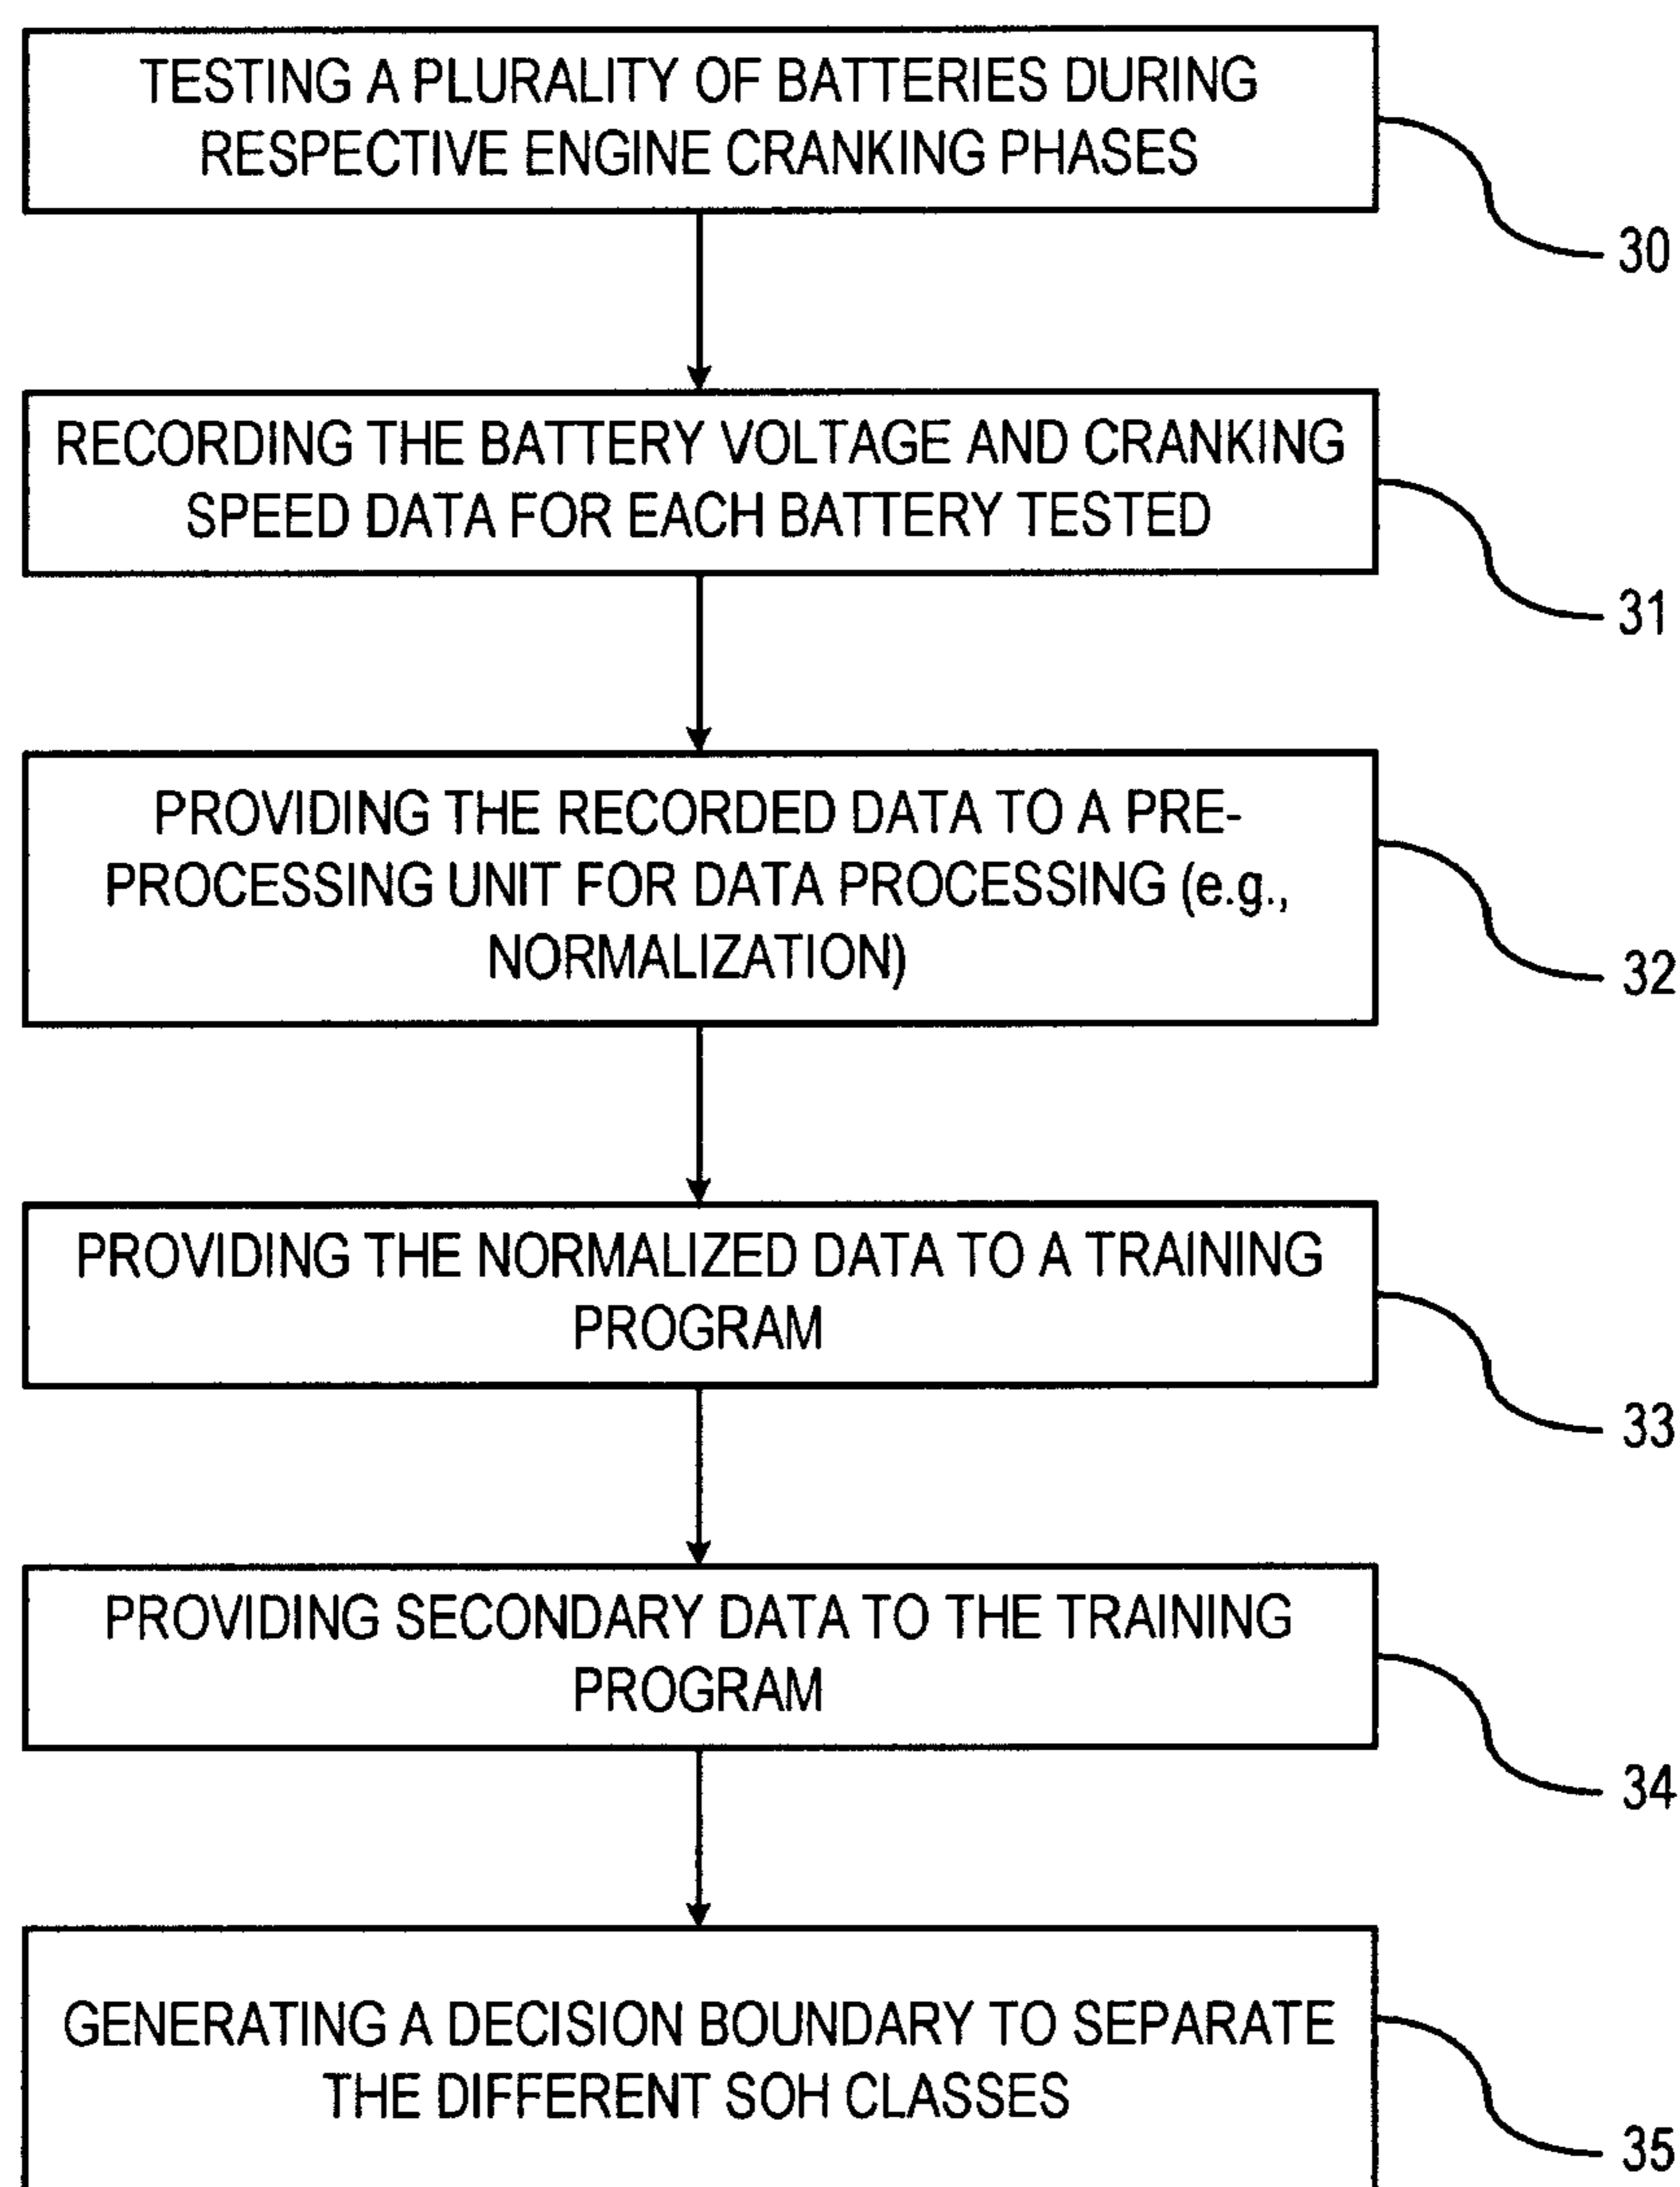 TESTING A PLURALITY OF BATTERIES DURING
RESPECTIVE ENGINE CRANKING PHASES
30
RECORDING THE BATTERY VOLTAGE AND CRANKING
SPEED DATA FOR EACH BATTERY TESTED
31
PROVIDING THE RECORDED DATA TO A PRE-
PROCESSING UNIT FOR DATA PROCESSING (e.g.,
NORMALIZATION)
32
PROVIDING THE NORMALIZED DATA TO A TRAINING
PROGRAM
33
PROVIDING SECONDARY DATA TO THE TRAINING
PROGRAM
34
GENERATING A DECISION BOUNDARY TO SEPARATE
THE DIFFERENT SOH CLASSES
35